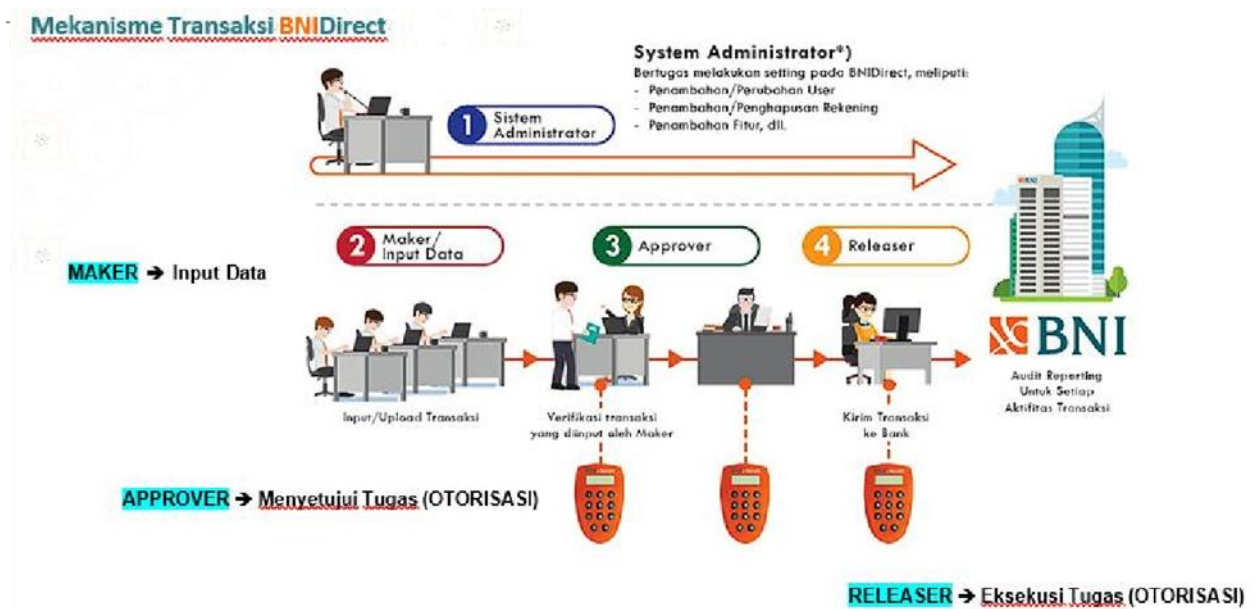 Mekanisme Transaksi BNIDirect
System Administrator*)
Bertugas melakukan setting pada BNIDirect, meliputi:
- Penambahan/Perubahan User
- Penambahan/Penghapusan Rekening
- Penambahan Fitur, dll.
1 Sistem
Administrator
BNI
2 Maker/
Input Data
3 Approver
4 Releaser
MAKER → Input Data
BNI
Audit Reporting
Untuk Setiap
Aktifitas Transaksi
Input/Upload Transaksi
Verifikasi transaksi
yang diinput oleh Maker
Kirim Transaksi
ke Bank
APPROVER → Menyetujui Tugas (OTORISASI)
RELEASER → Eksekusi Tugas (OTORISASI)